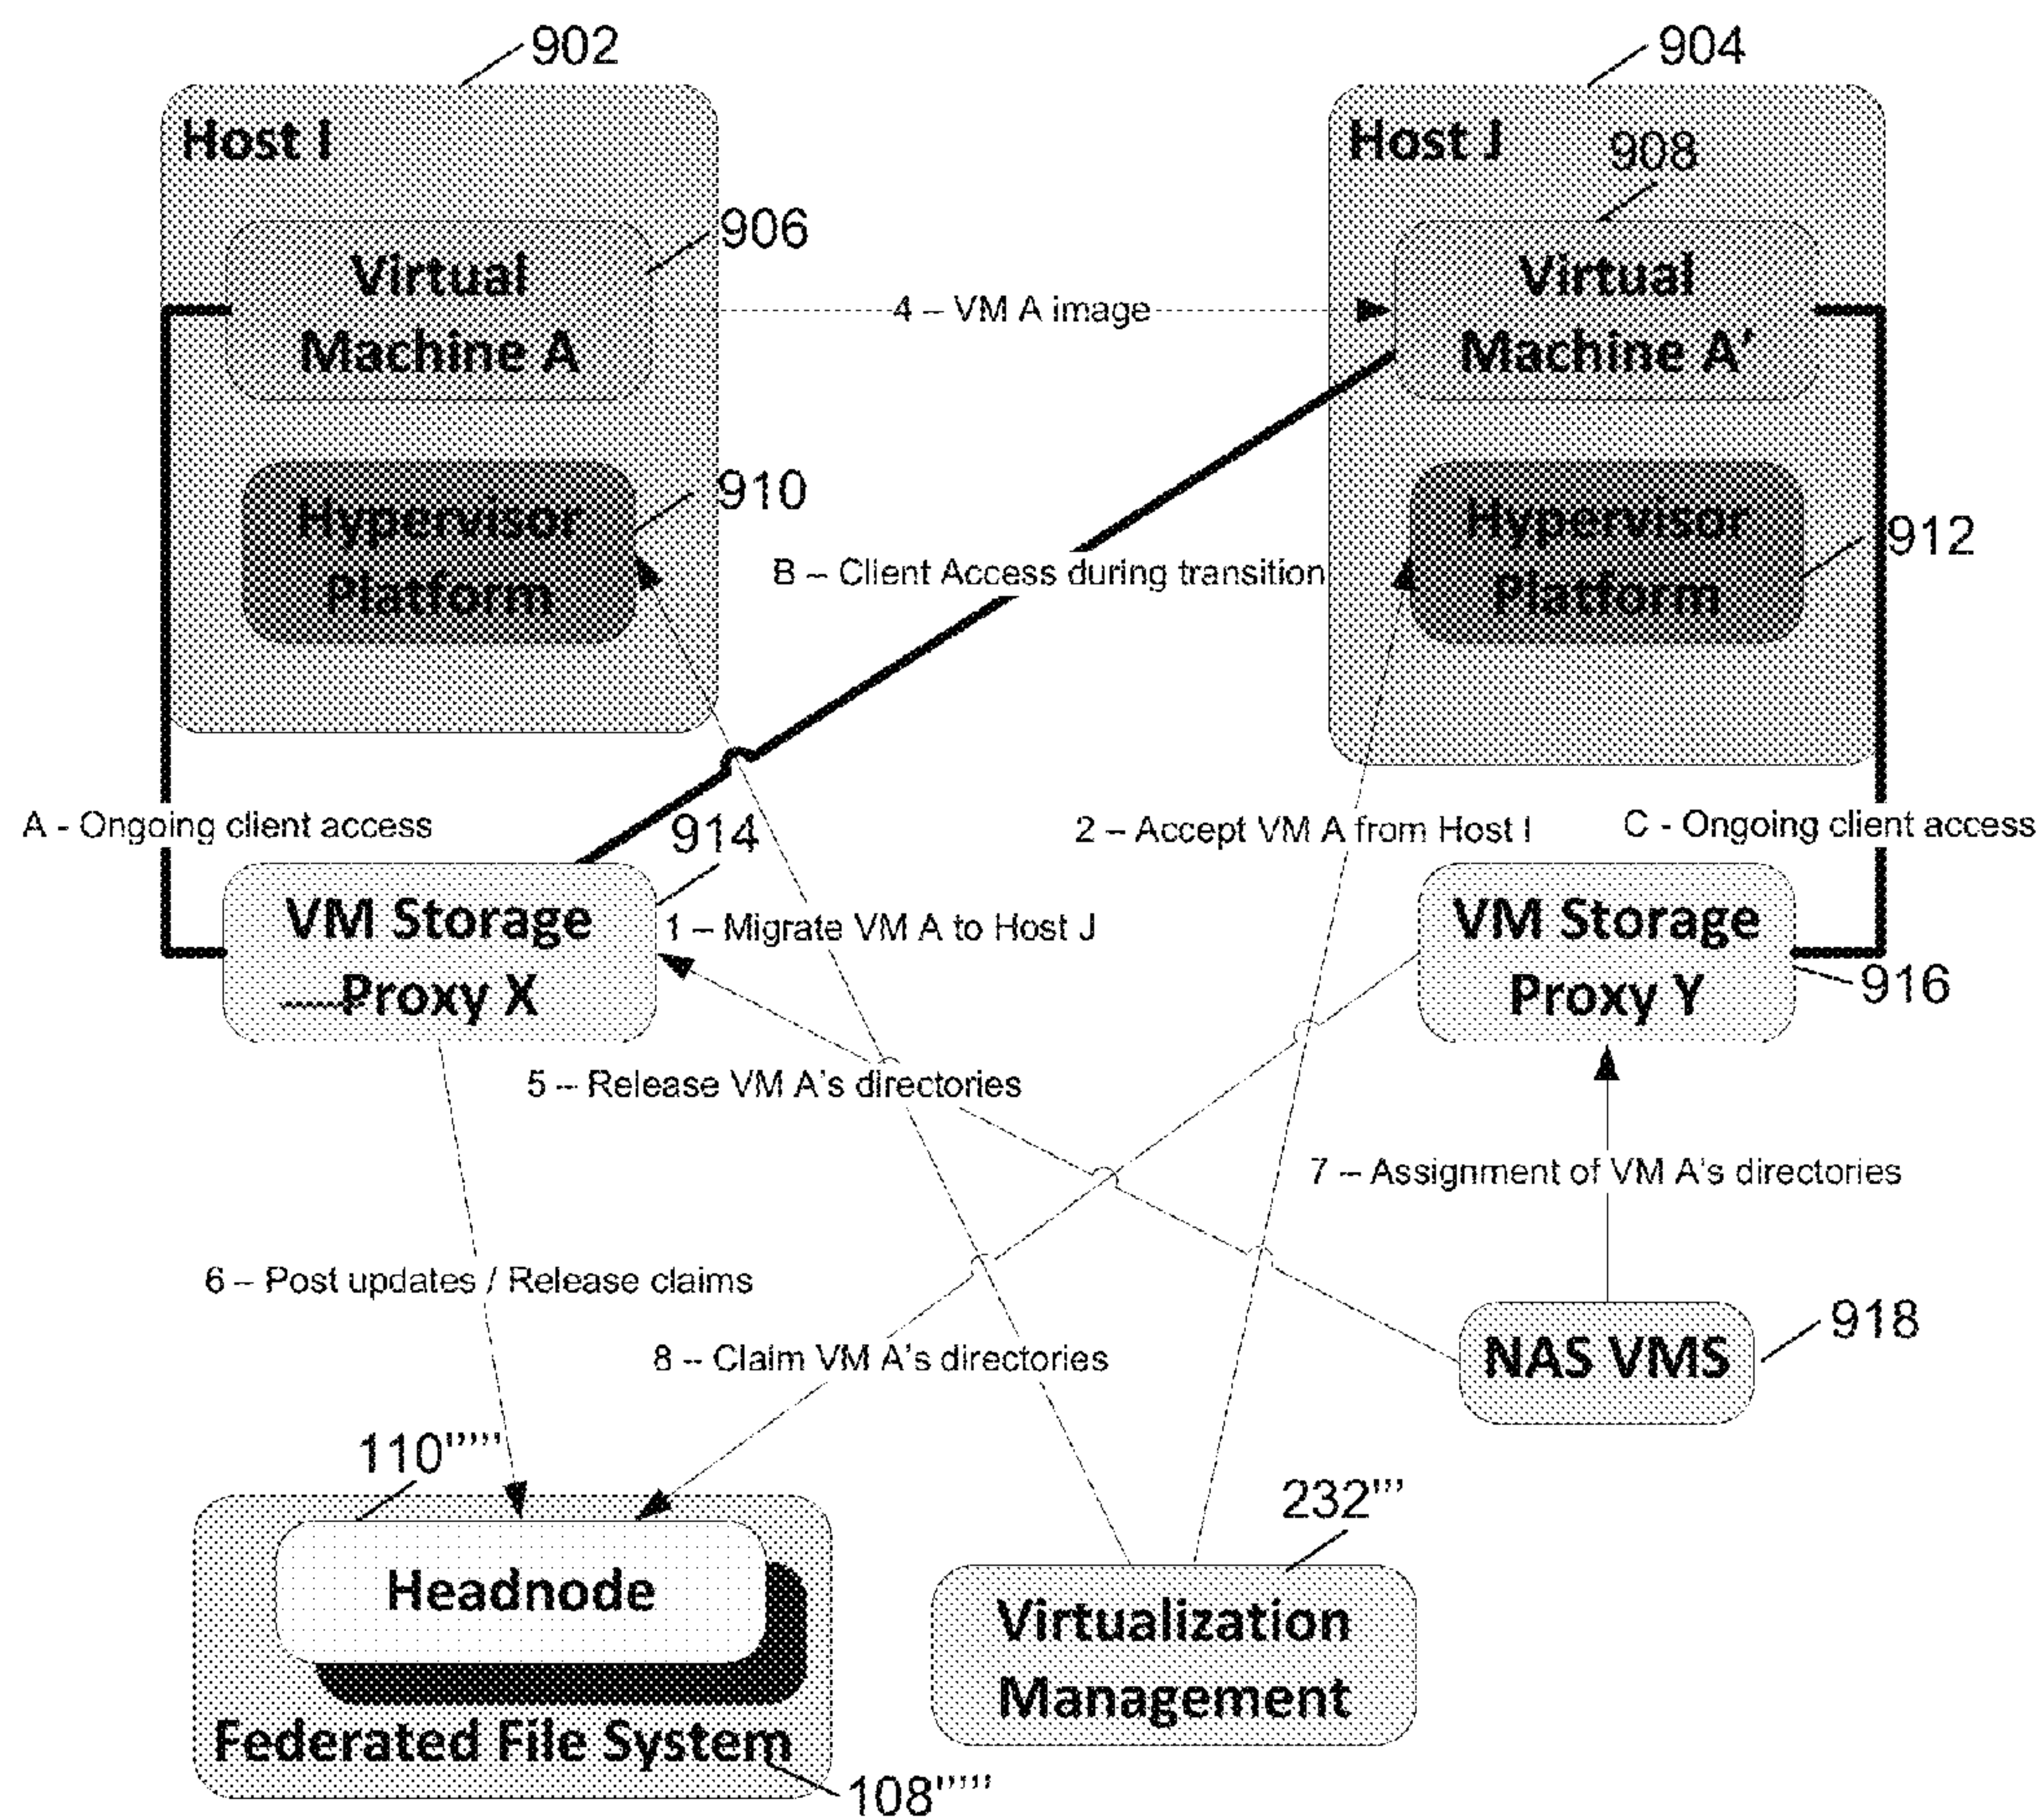 902
904
Host I
Host J
908
906
Virtual
Machine A
Virtual
Machine A'
4 – VM A image
910
Hypervisor
Platform
912
Hypervisor
Platform
B – Client Access during transition
A - Ongoing client access
914
2 – Accept VM A from Host I
C - Ongoing client access
VM Storage
Proxy X
1 – Migrate VM A to Host J
VM Storage
Proxy Y
916
5 – Release VM A's directories
7 – Assignment of VM A's directories
6 – Post updates / Release claims
8 – Claim VM A's directories
NAS VMS
918
110'''''
232'''
Headnode
Virtualization
Management
Federated File System
108'''''